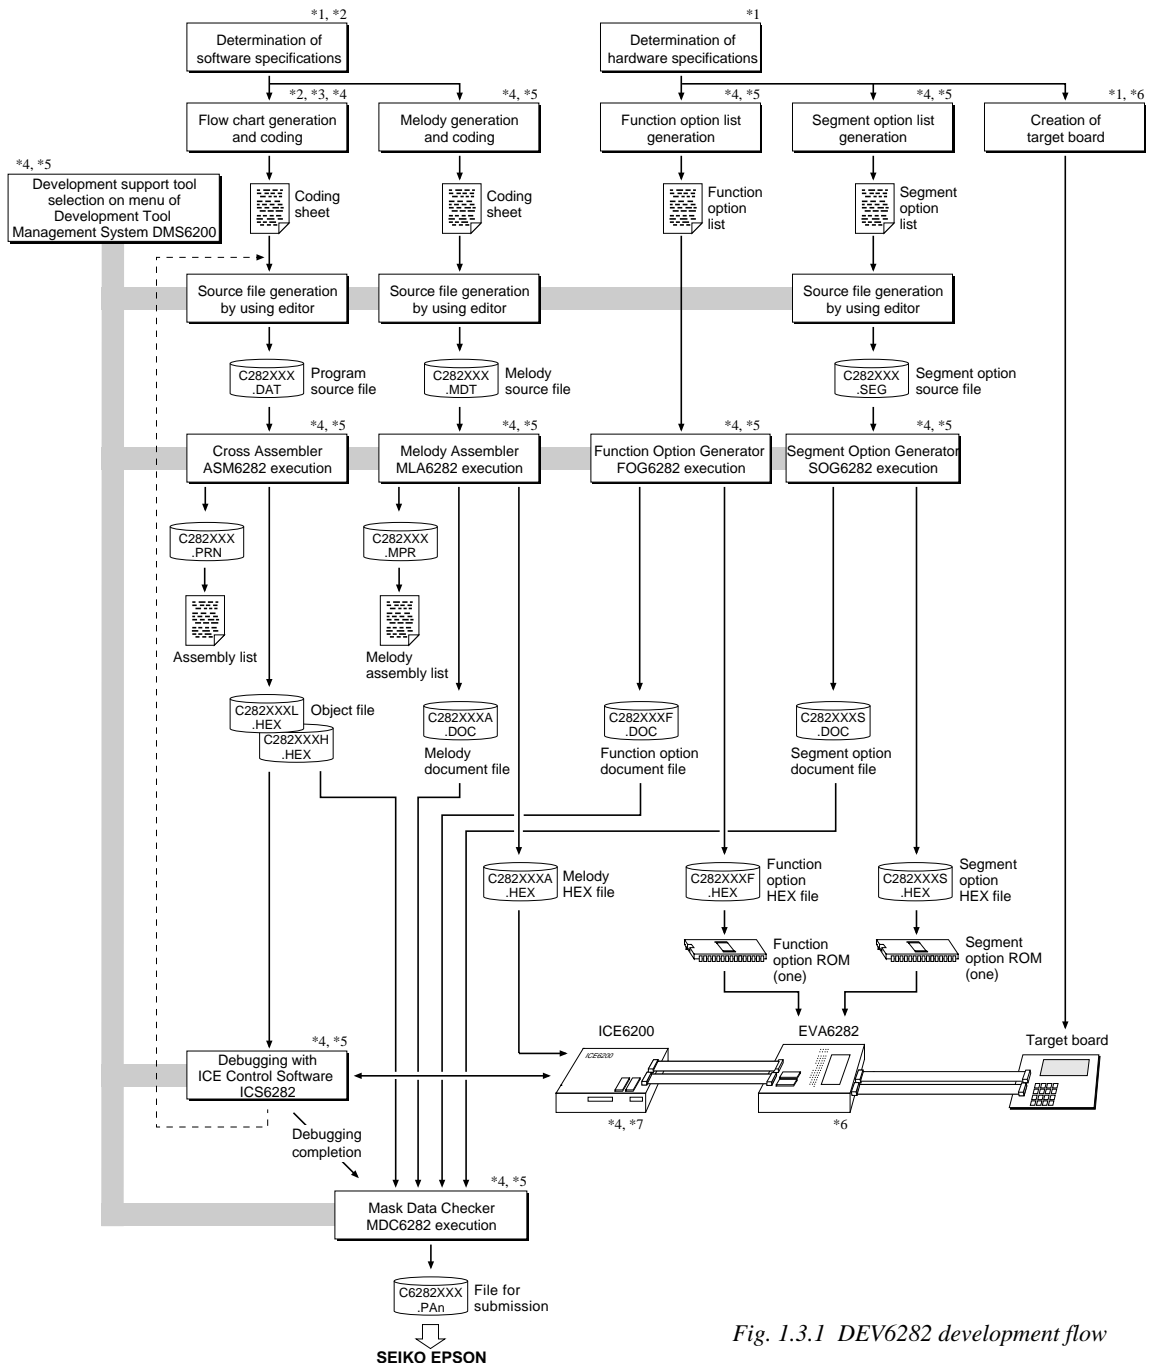 *1, *2
Determination of
software specifications
*1
Determination of
hardware specifications
*2, *3, *4
Flow chart generation
and coding
*4, *5
Melody generation
and coding
*4, *5
Function option list
generation
*4, *5
Segment option list
generation
*1, *6
Creation of
target board
*4, *5
Development support tool
selection on menu of
Development Tool
Management System DMS6200
Coding
sheet
Coding
sheet
Function
option
list
Segment
option
list
Source file generation
by using editor
Source file generation
by using editor
Source file generation
by using editor
C282XXX
.DAT
Program
source file
C282XXX
.MDT
Melody
source file
C282XXX
.SEG
Segment option
source file
*4, *5
Cross Assembler
ASM6282 execution
*4, *5
Melody Assembler
MLA6282 execution
*4, *5
Function Option Generator
FOG6282 execution
*4, *5
Segment Option Generator
SOG6282 execution
C282XXX
.PRN
C282XXX
.MPR
Assembly list
Melody
assembly list
C282XXXL
.HEX
Object file
C282XXXH
.HEX
C282XXXA
.DOC
Melody
document file
C282XXXF
.DOC
Function option
document file
C282XXXS
.DOC
Segment option
document file
C282XXXA
.HEX
Melody
HEX file
C282XXXF
.HEX
Function
option
HEX file
C282XXXS
.HEX
Segment
option
HEX file
Function
option ROM
(one)
Segment
option ROM
(one)
ICE6200
EVA6282
Target board
ICE6200
*4, *5
Debugging with
ICE Control Software
ICS6282
*4, *7
*6
Debugging
completion
*4, *5
Mask Data Checker
MDC6282 execution
C6282XXX
.PAn
File for
submission
SEIKO EPSON
Fig. 1.3.1 DEV6282 development flow